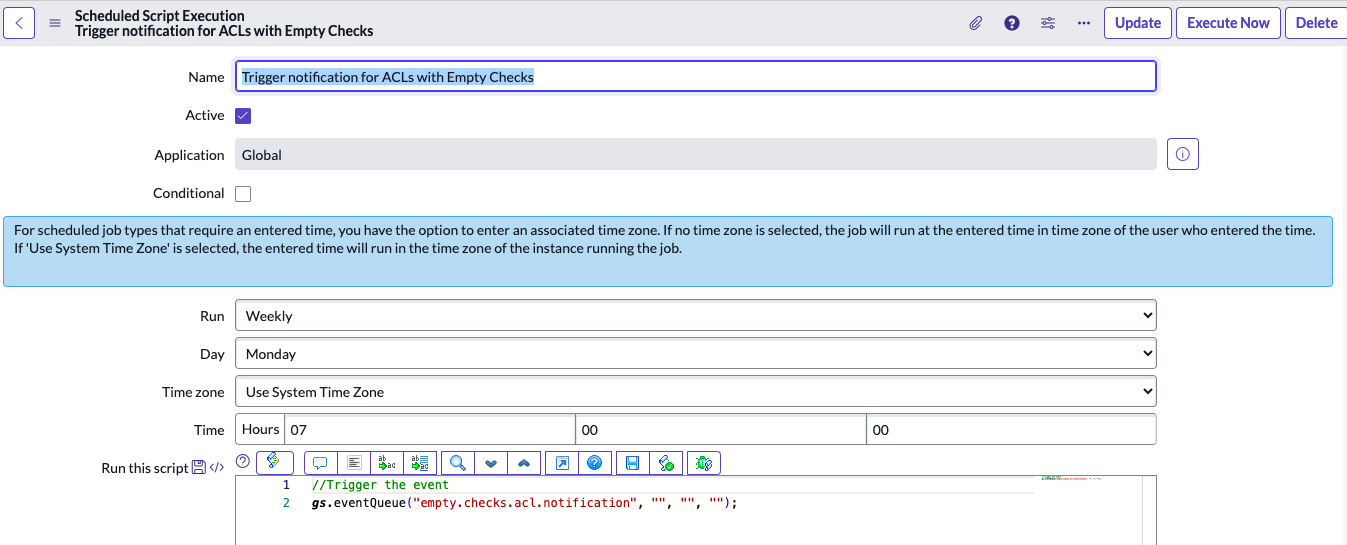 Scheduled Script Execution
Trigger notification for ACLs with Empty Checks
Update
Execute Now
Delete
Name
Trigger notification for ACLs with Empty Checks
Active
Application
Global
Conditional
For scheduled job types that require an entered time, you have the option to enter an associated time zone. If no time zone is selected, the job will run at the entered time in time zone of the user who entered the time.
If 'Use System Time Zone' is selected, the entered time will run in the time zone of the instance running the job.
Run
Weekly
Day
Monday
Time zone
Use System Time Zone
Time
Hours
07
00
00
Run this script
1 //Trigger the event
2 gs.eventQueue("empty.checks.acl.notification", "", "", "");